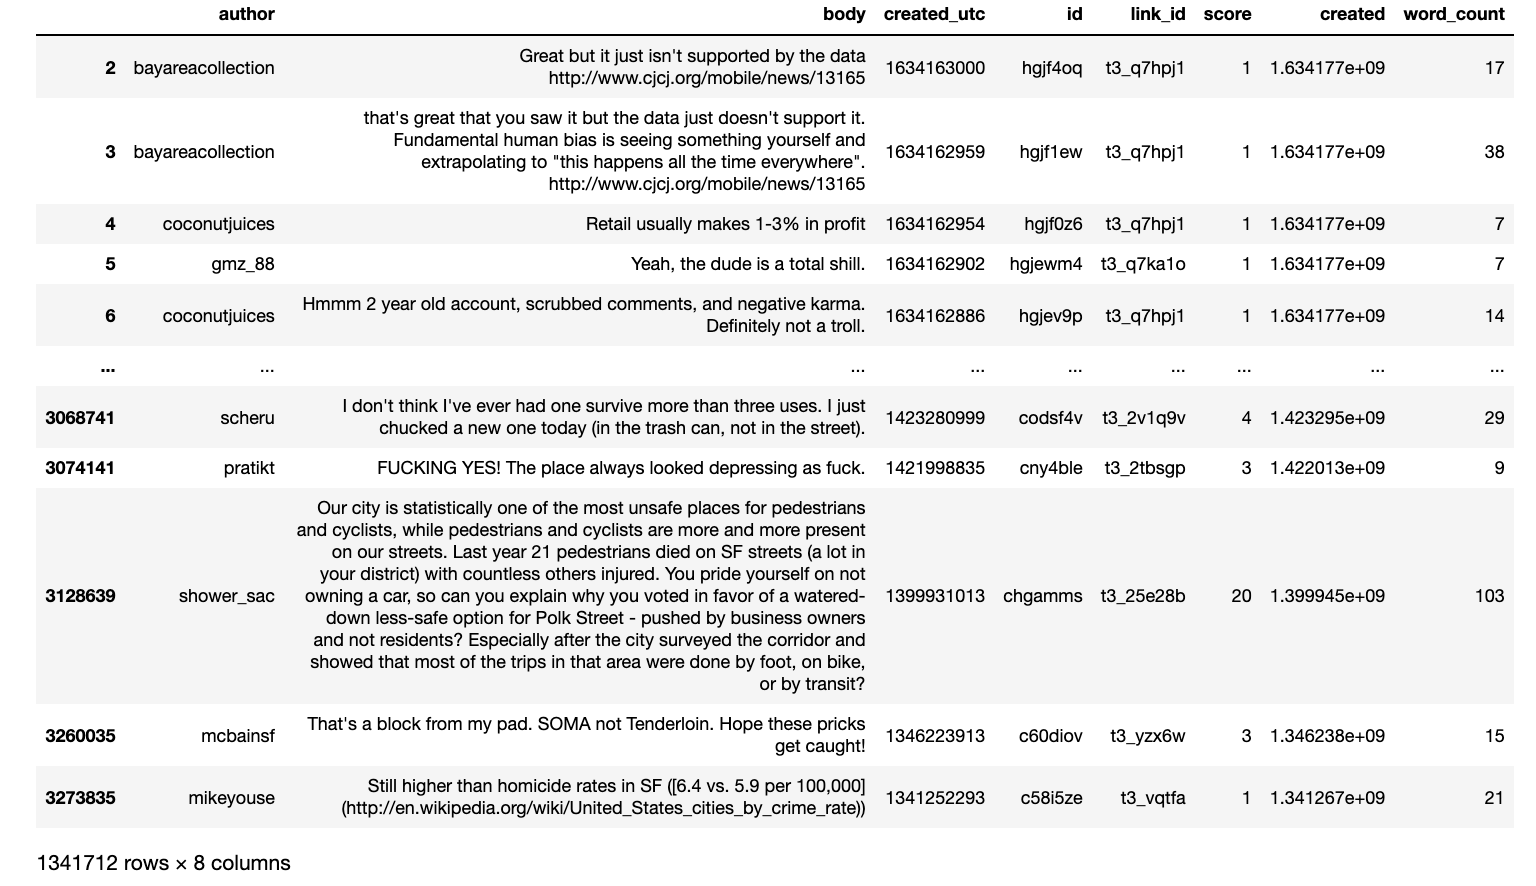 author body created_utc id link_id score created word_count
Great but it just isn't supported by the data
2 bayareacollection http://www.cjcj.org/mobile/news/13165 1634163000 hgjf4oq t3_q7hpj1 1 1.634177e+09 17
that's great that you saw it but the data just doesn't support it.
Fundamental human bias is seeing something yourself and
3 bayareacollection extrapolating to "this happens all the time everywhere". 1634162959 hgjf1ew t3_q7hpj1 1 1.634177e+09 38
http://www.cjcj.org/mobile/news/13165
4 coconutjuices Retail usually makes 1-3% in profit 1634162954 hgjf0z6 t3_q7hpj1 1 1.634177e+09 7
5 gmz_88 Yeah, the dude is a total shill. 1634162902 hgjewm4 t3_q7ka1o 1 1.634177e+09 7
Hmmm 2 year old account, scrubbed comments, and negative karma.
6 coconutjuices Definitely not a troll. 1634162886 hgjev9p t3_q7hpj1 1 1.634177e+09 14
... ... ... ... ... ... ... ... ...
I don't think I've ever had one survive more than three uses. I just
3068741 scheru chucked a new one today (in the trash can, not in the street). 1423280999 codsf4v t3_2v1q9v 4 1.423295e+09 29
3074141 pratikt FUCKING YES! The place always looked depressing as fuck. 1421998835 cny4ble t3_2tbsgp 3 1.422013e+09 9
Our city is statistically one of the most unsafe places for pedestrians
and cyclists, while pedestrians and cyclists are more and more present
on our streets. Last year 21 pedestrians died on SF streets (a lot in
your district) with countless others injured. You pride yourself on not
3128639 shower_sac owning a car, so can you explain why you voted in favor of a watered- 1399931013 chgamms t3_25e28b 20 1.399945e+09 103
down less-safe option for Polk Street - pushed by business owners
and not residents? Especially after the city surveyed the corridor and
showed that most of the trips in that area were done by foot, on bike,
or by transit?
That's a block from my pad. SOMA not Tenderloin. Hope these pricks
3260035 mcbainsf get caught! 1346223913 c60diov t3_yzx6w 3 1.346238e+09 15
Still higher than homicide rates in SF ([6.4 vs. 5.9 per 100,000]
3273835 mikeyouse (http://en.wikipedia.org/wiki/United_States_cities_by_crime_rate)) 1341252293 c58i5ze t3_vqtfa 1 1.341267e+09 21
1341712 rows × 8 columns